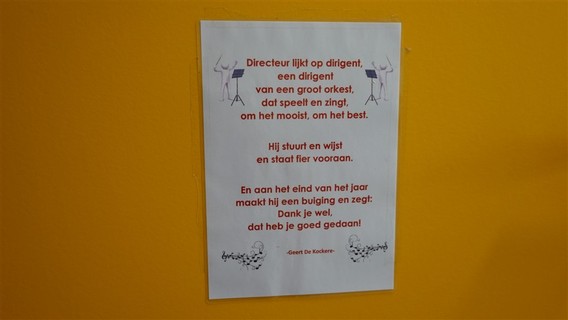 Directeur lijkt op dirigent,
een dirigent
van een groot orkest,
dat speelt en zingt,
om het mooist, om het best.
Hij stuurt en wijst
en staat fier vooraan.
En aan het eind van het jaar
maakt hij een buiging en zegt:
Dank je wel,
dat heb je goed gedaan!
-Geert De Kockere-